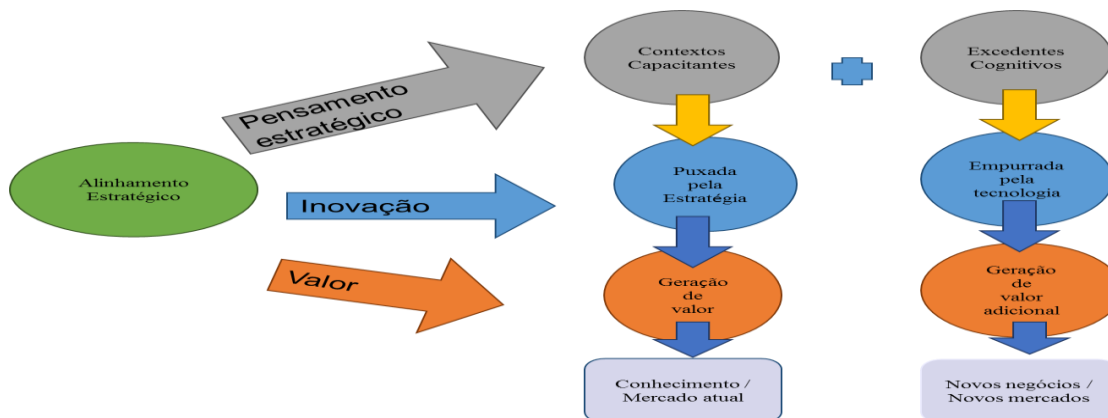 Contextos
Capacitantes
Excedentes
Cognitivos
Pensamento
estratégico
Alinhamento
Estratégico
Inovação
Puxada
pela
Estratégia
Empurrada
pela
tecnologia
Valor
Geração
de
valor
Geração
de
valor
adicional
Conhecimento /
Mercado atual
Novos negócios /
Novos mercados